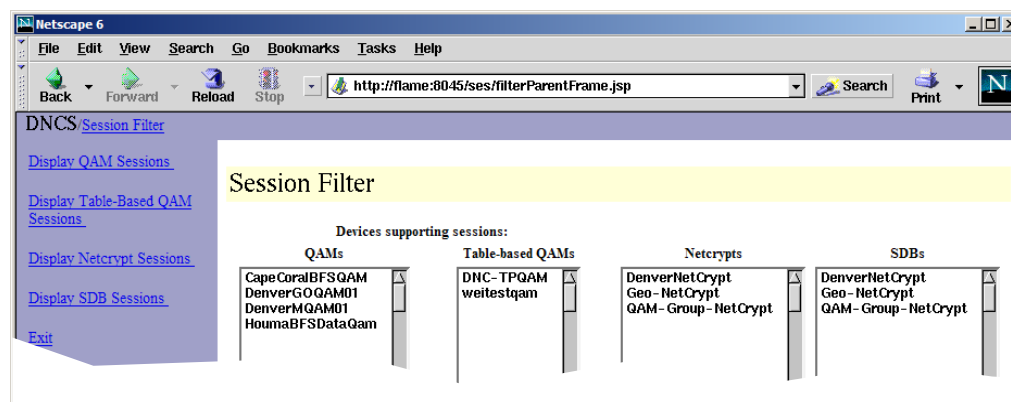 Netscape 6
File Edit View Search Go Bookmarks Tasks Help
Back Forward Reload Stop http://flame:8045/ses/filterParentFrame.jsp Search Print N
DNCS/Session Filter
Display QAM Sessions
Display Table-Based QAM
Sessions
Display Netcrypt Sessions
Display SDB Sessions
Exit
Session Filter
Devices supporting sessions:
QAMs Table-based QAMs Netcrypts SDBs
CapeCoralBFSQAM DNC-TPQAM DenverNetCrypt DenverNetCrypt
DenverGOQAM01 weitestqam Geo-NetCrypt Geo-NetCrypt
DenverMQAM01 QAM-Group-NetCrypt QAM-Group-NetCrypt
HoumaBFSDataQam